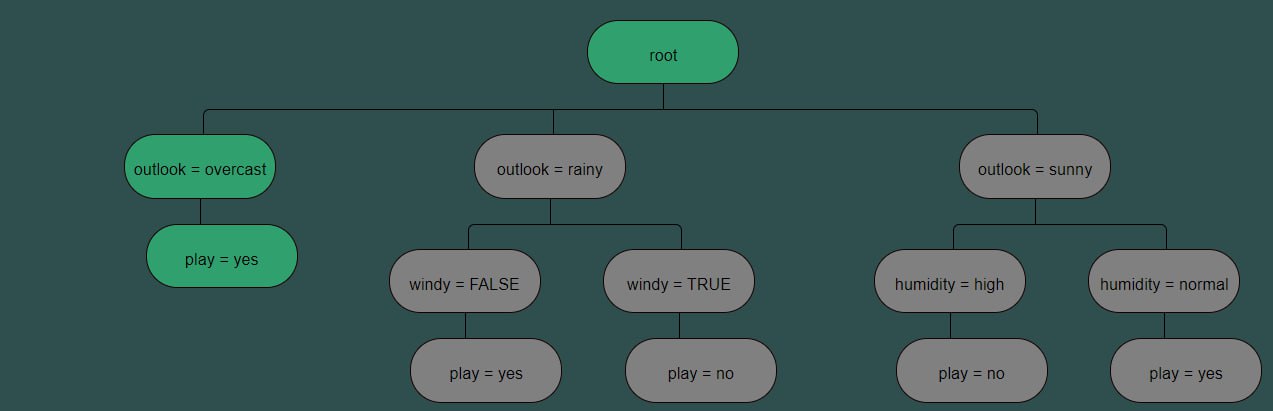 root
outlook = overcast
outlook = rainy
outlook = sunny
play = yes
windy = FALSE
windy = TRUE
humidity = high
humidity = normal
play = yes
play = no
play = no
play = yes